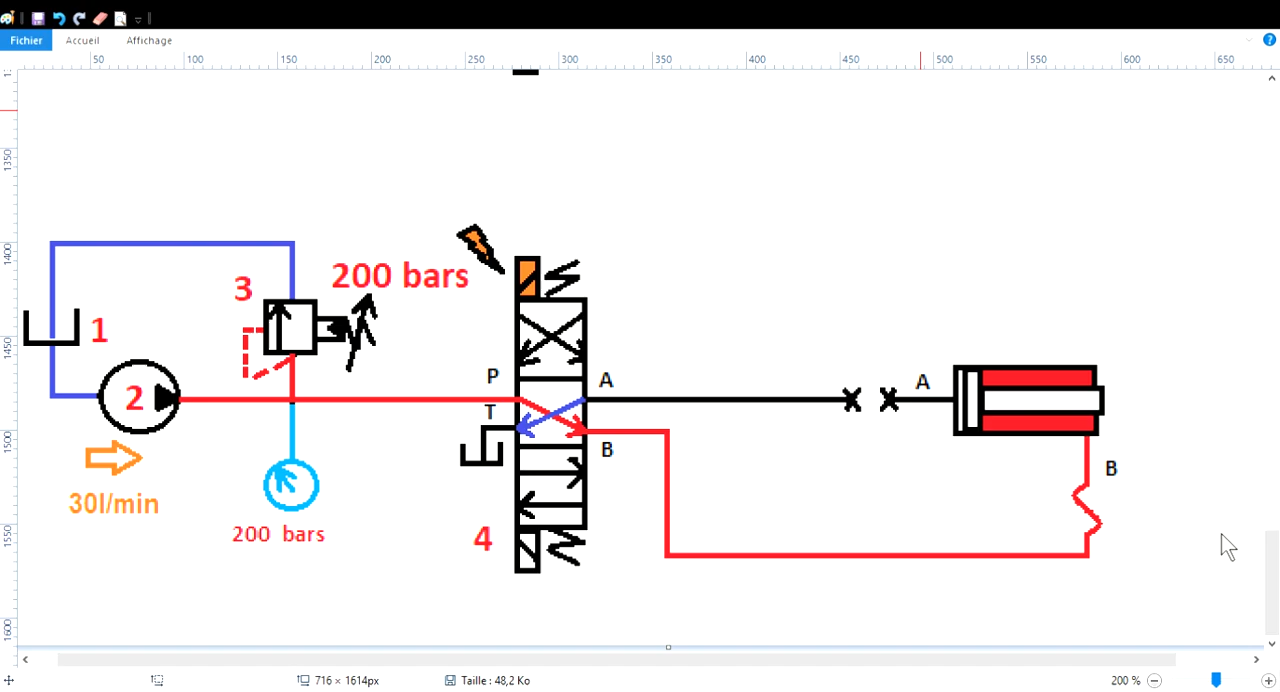 Fichier
Accueil
Affichage
50
100
150
200
250
300
350
400
450
500
550
600
650
1350
1400
1450
1500
1550
1600
3
200 bars
1
2
30l/min
200 bars
4
P
T
A
B
A
B
716 × 1614px
Taille : 48,2 Ko
200 %